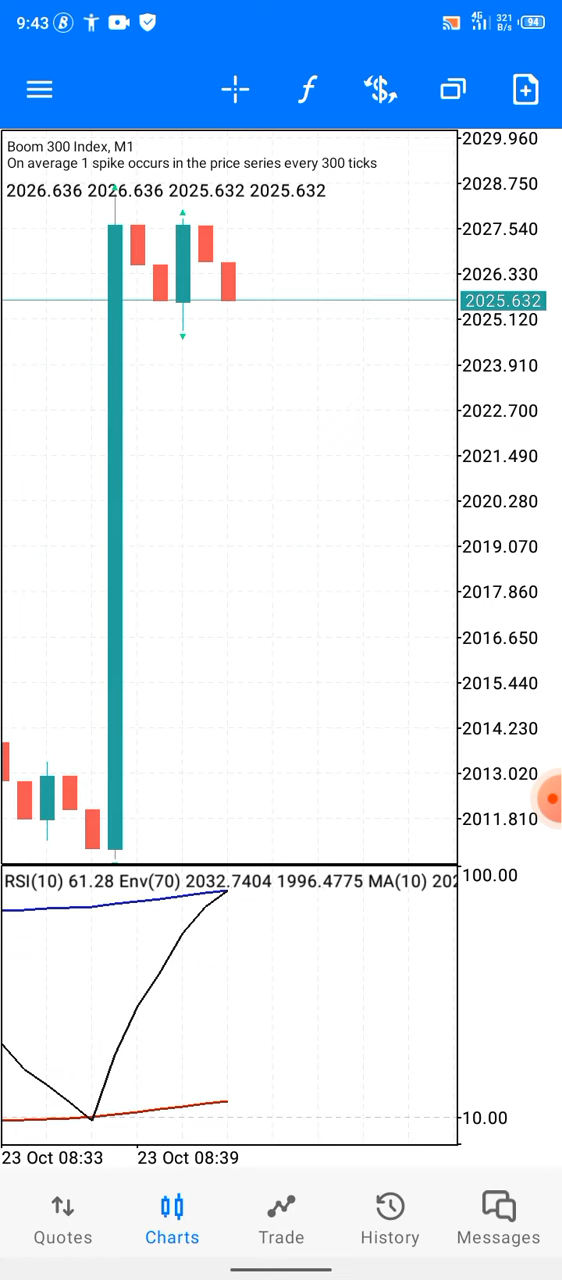 9:43
4G 321 B/s 94
Boom 300 Index, M1
On average 1 spike occurs in the price series every 300 ticks
2026.636 2026.636 2025.632 2025.632
2029.960
2028.750
2027.540
2026.330
2025.632
2025.120
2023.910
2022.700
2021.490
2020.280
2019.070
2017.860
2016.650
2015.440
2014.230
2013.020
2011.810
RSI(10) 61.28 Env(70) 2032.7404 1996.4775 MA(10) 202
100.00
10.00
23 Oct 08:33 23 Oct 08:39
Quotes Charts Trade History Messages